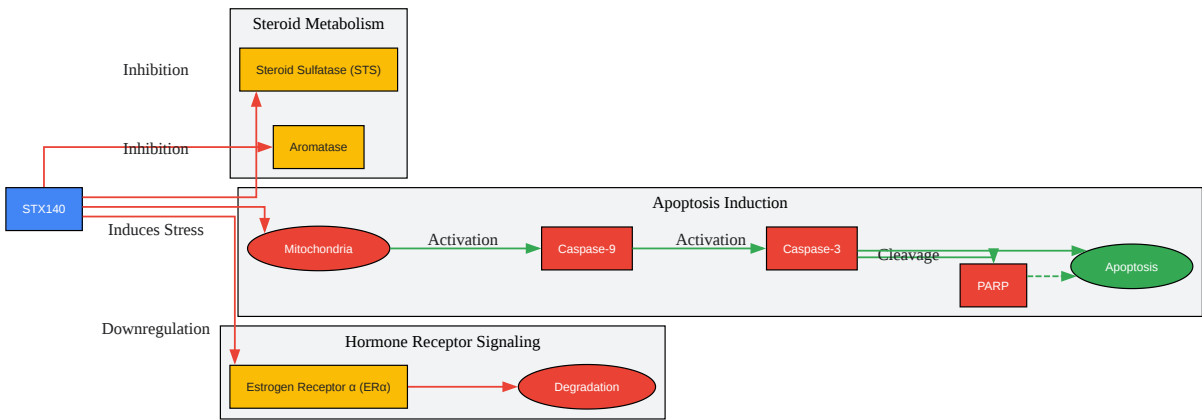 Steroid Metabolism
Inhibition
Steroid Sulfatase (STS)
Inhibition
Aromatase
STX140
Induces Stress
Apoptosis Induction
Mitochondria
Activation
Caspase-9
Activation
Caspase-3
Cleavage
PARP
Apoptosis
Downregulation
Hormone Receptor Signaling
Estrogen Receptor α (ERα)
Degradation